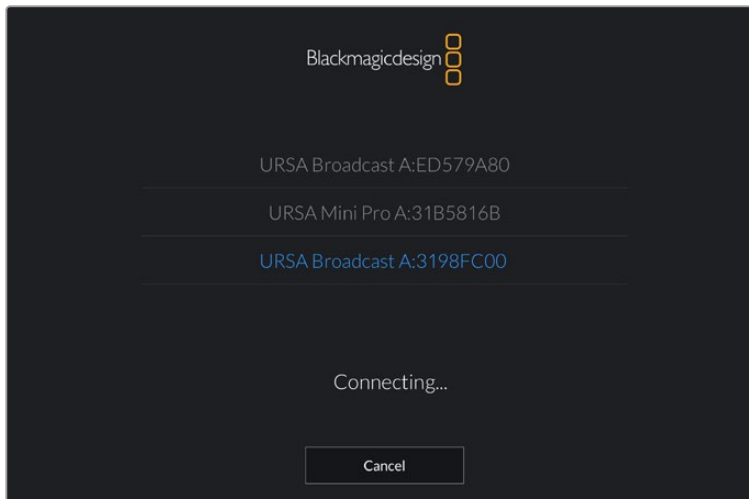 Blackmagicdesign
URSA Broadcast A:ED579A80
URSA Mini Pro A:31B5816B
URSA Broadcast A:3198FC00
Connecting...
Cancel